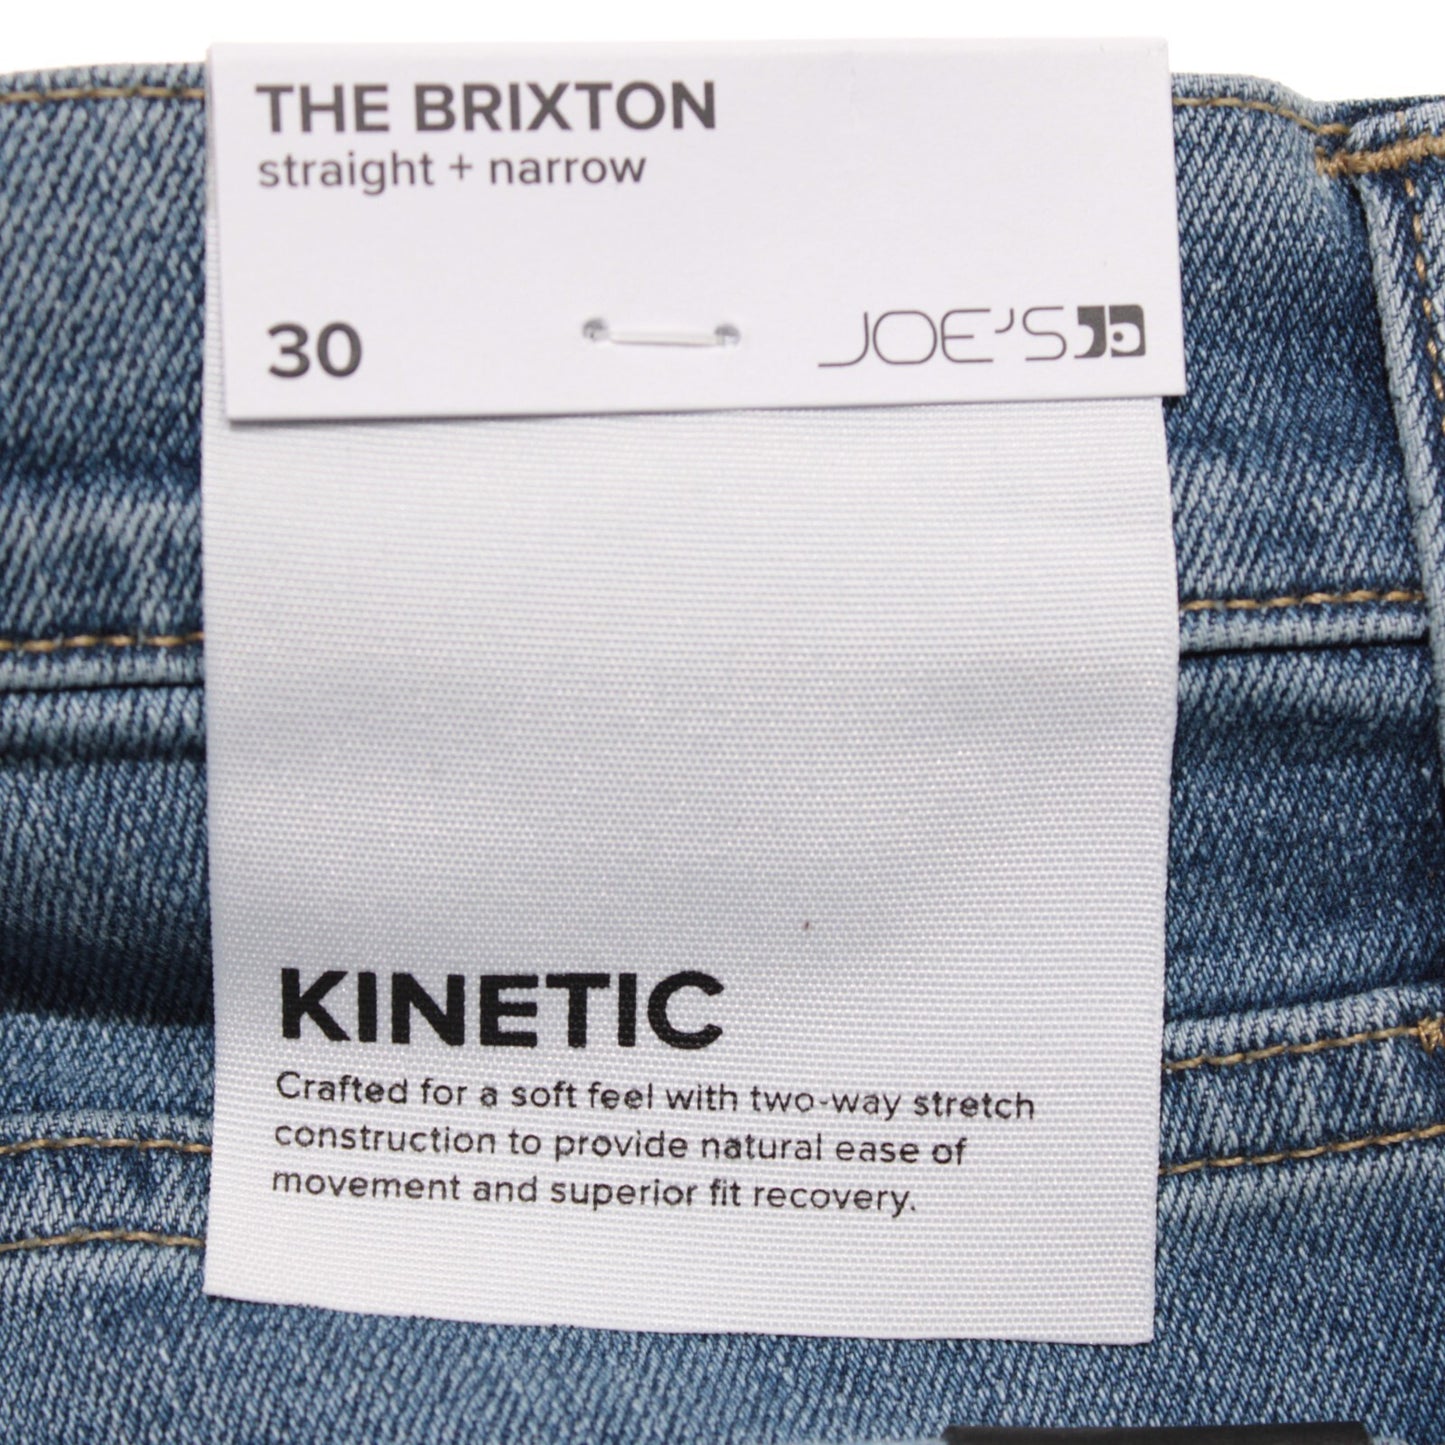 THE BRIXTON
straight + narrow
30
JOE'S
KINETIC
Crafted for a soft feel with two-way stretch
construction to provide natural ease of
movement and superior fit recovery.